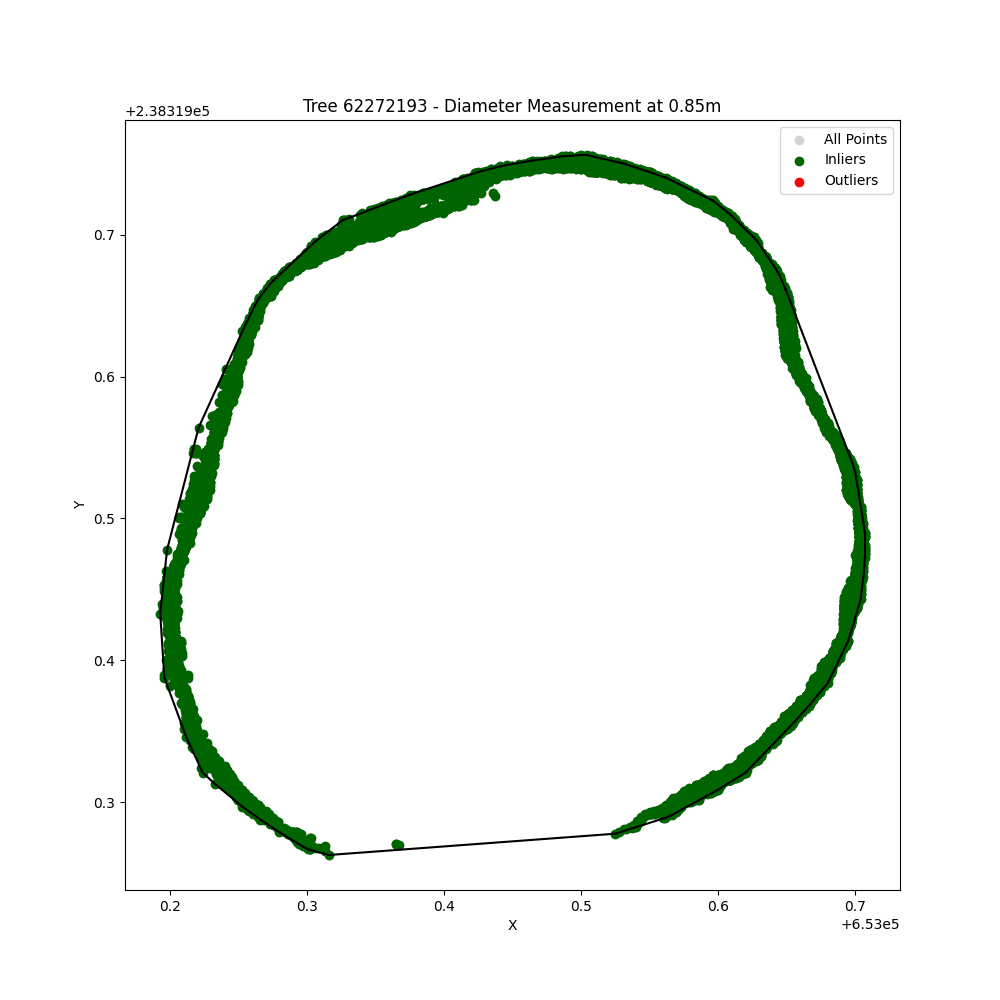 Tree 62272193 - Diameter Measurement at 0.85m
+2.38319e5
All Points
Inliers
Outliers
0.7
0.6
0.5
0.4
0.3
Y
0.2 0.3 0.4 0.5 0.6 0.7
X
+6.53e5